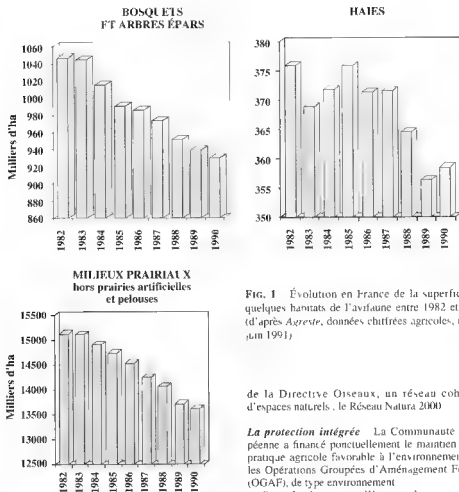 BOSQUETS
ET ARBRES ÉPARS
Milliers d'ha
1060
1040
1020
1000
980
960
940
920
900
880
860
1982
1983
1984
1985
1986
1987
1988
1989
1990
HAIES
380
375
370
365
360
355
350
1982
1983
1984
1985
1986
1987
1988
1989
1990
MILIEUX PRAIRIAUX
hors prairies artificielles
et pelouses
Milliers d'ha
15500
15000
14500
14000
13500
13000
12500
1982
1983
1984
1985
1986
1987
1988
1989
1990
FIG. 1 Évolution en France de la superfic
quelques habitats de l'avifaune entre 1982 et
(d'après Agreste, données chiffrées agricoles,
juin 1991)
de la Directive Oiseaux, un réseau coh
d'espaces naturels, le Réseau Natura 2000
La protection intégrée La Communauté
péenne a financé ponctuellement le maintien
pratique agricole favorable à l'environneme
les Opérations Groupées d'Aménagement F
(OGAF), de type environnement